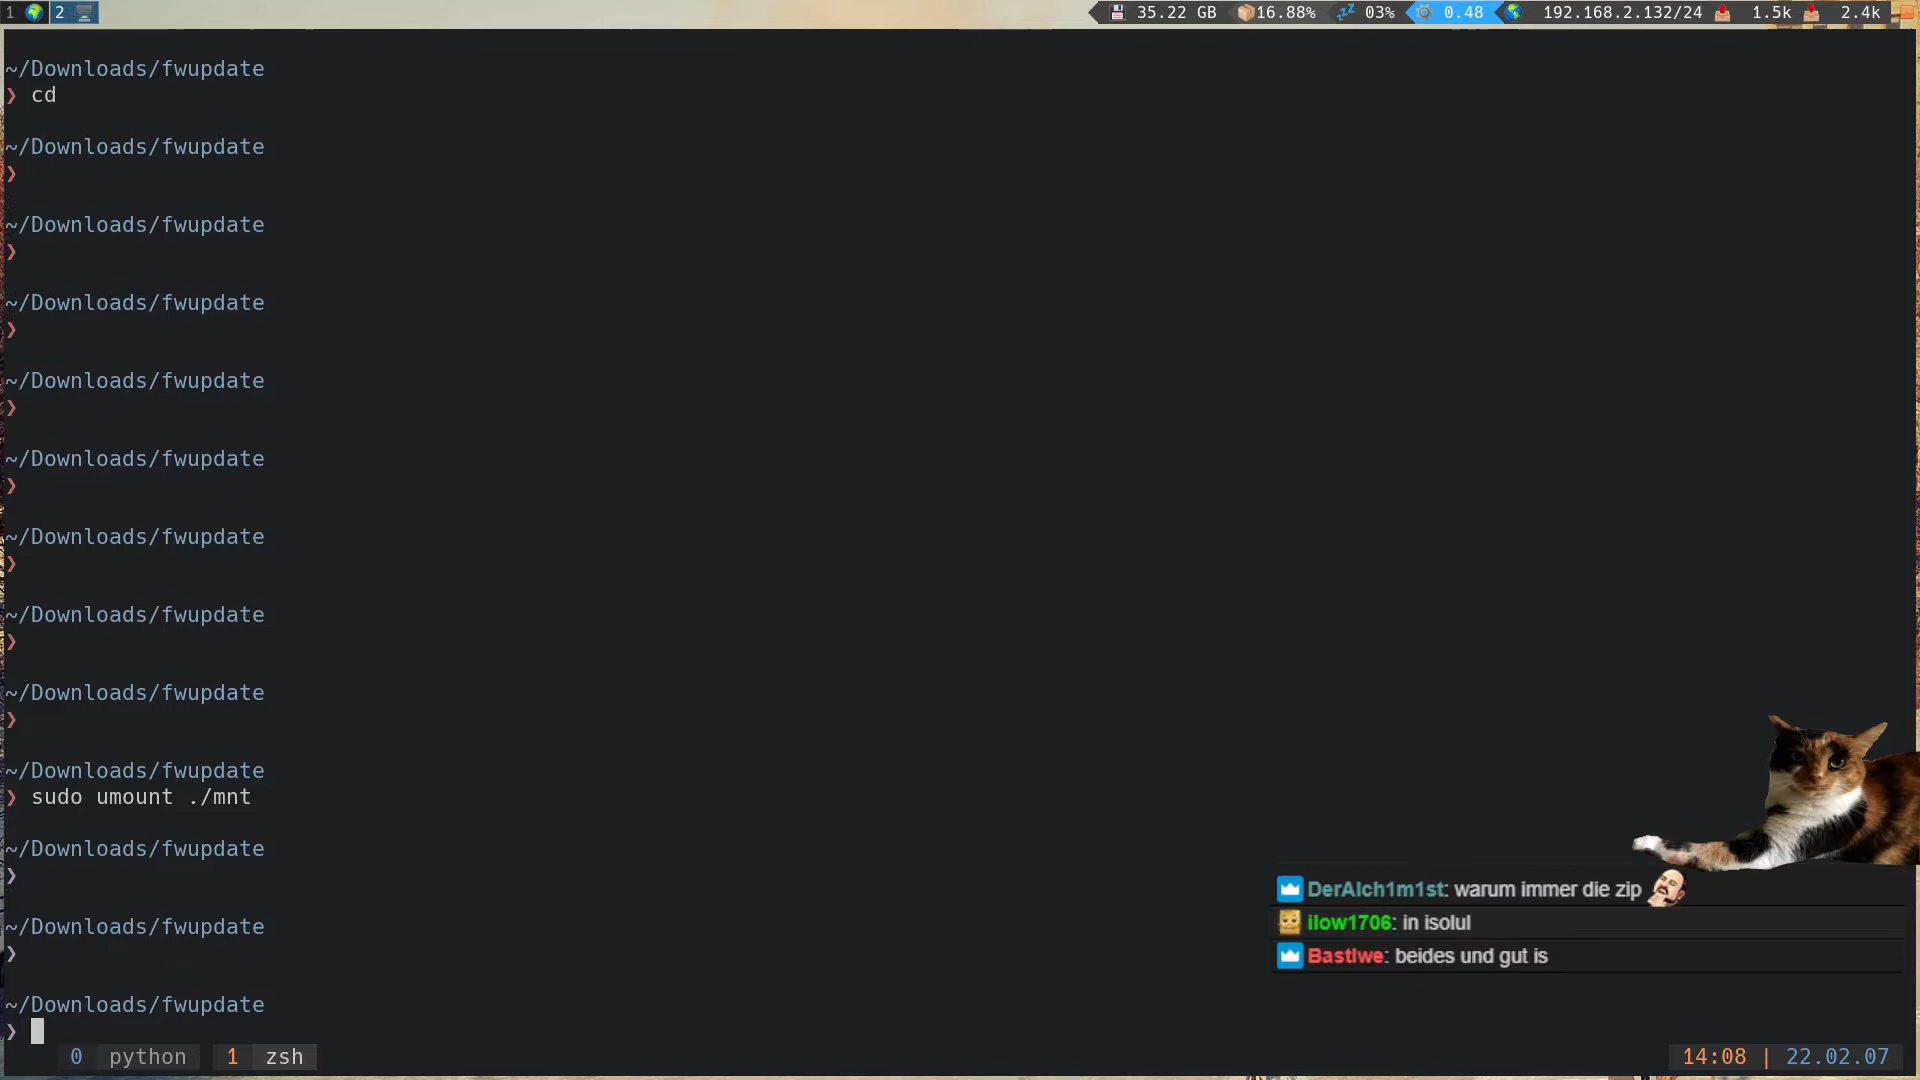 1 2 35.22 GB 16.88% 03% 0.48 192.168.2.132/24 1.5k 2.4k
~/Downloads/fwupdate
❯ cd
~/Downloads/fwupdate
❯
~/Downloads/fwupdate
❯
~/Downloads/fwupdate
❯
~/Downloads/fwupdate
❯
~/Downloads/fwupdate
❯
~/Downloads/fwupdate
❯
~/Downloads/fwupdate
❯
~/Downloads/fwupdate
❯
~/Downloads/fwupdate
❯ sudo umount ./mnt
~/Downloads/fwupdate
❯
~/Downloads/fwupdate
❯
~/Downloads/fwupdate
❯
DerAlch1m1st: warum immer die zip
ilow1706: in isolul
Bastlwe: beides und gut is
0 python 1 zsh 14:08 | 22.02.07